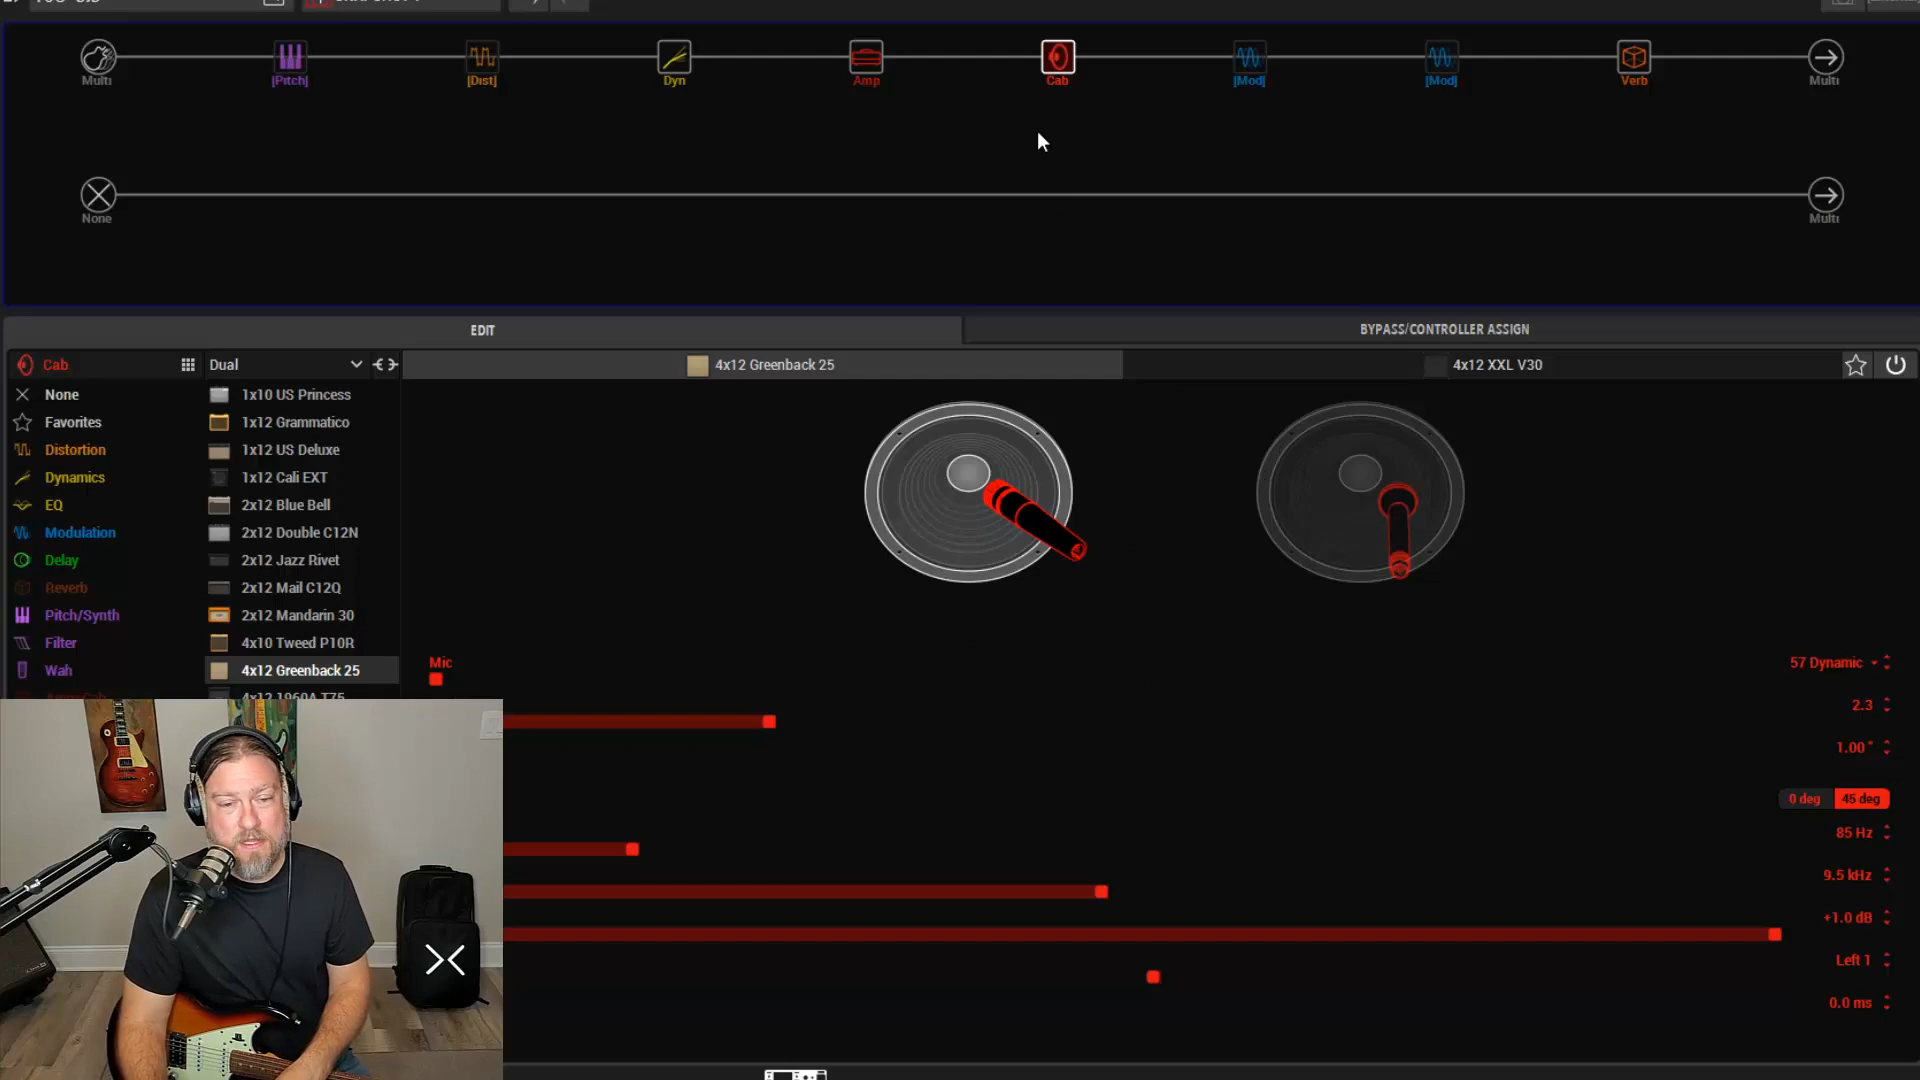 Multi
[Pitch]
[Dist]
Dyn
Amp
Cab
[Mod]
[Mod]
Verb
Multi
None
Multi
EDIT
BYPASS/CONTROLLER ASSIGN
Cab
Dual
4x12 Greenback 25
4x12 XXL V30
None
1x10 US Princess
Favorites
1x12 Grammatico
Distortion
1x12 US Deluxe
Dynamics
1x12 Cali EXT
EQ
2x12 Blue Bell
Modulation
2x12 Double C12N
Delay
2x12 Jazz Rivet
Reverb
2x12 Mail C12Q
Pitch/Synth
2x12 Mandarin 30
Filter
4x10 Tweed P10R
Wah
4x12 Greenback 25
4x12 1960A T75
Mic
57 Dynamic
2.3
1.00"
0 deg
45 deg
85 Hz
9.5 kHz
+1.0 dB
Left 1
0.0 ms